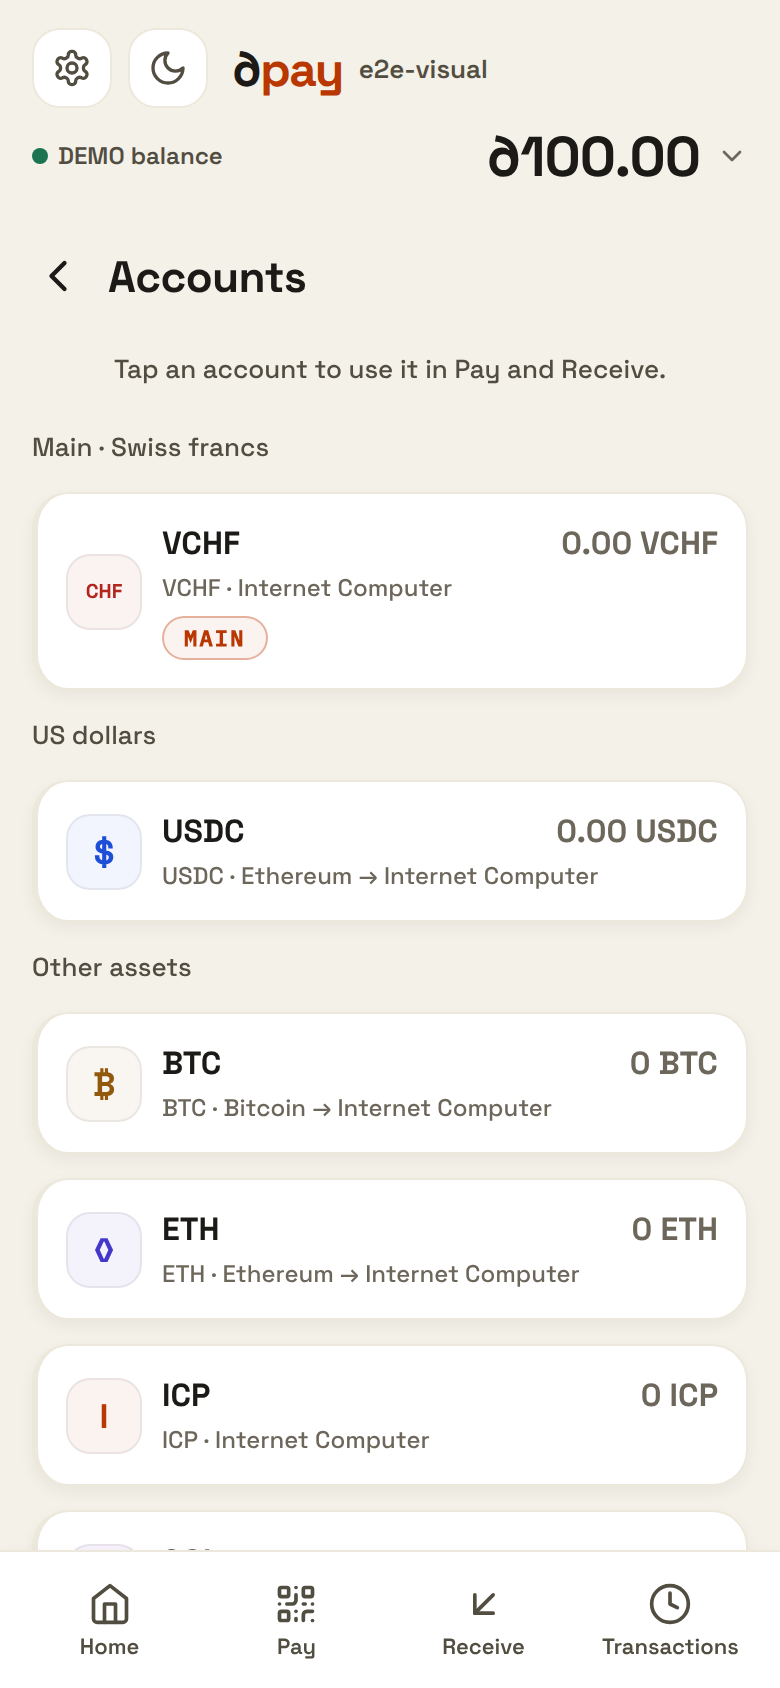 ∂pay e2e-visual
DEMO balance
∂100.00
Accounts
Tap an account to use it in Pay and Receive.
Main · Swiss francs
CHF
VCHF
0.00 VCHF
VCHF · Internet Computer
MAIN
US dollars
$
USDC
0.00 USDC
USDC · Ethereum → Internet Computer
Other assets
₿
BTC
0 BTC
BTC · Bitcoin → Internet Computer
ETH
0 ETH
ETH · Ethereum → Internet Computer
I
ICP
0 ICP
ICP · Internet Computer
Home
Pay
Receive
Transactions